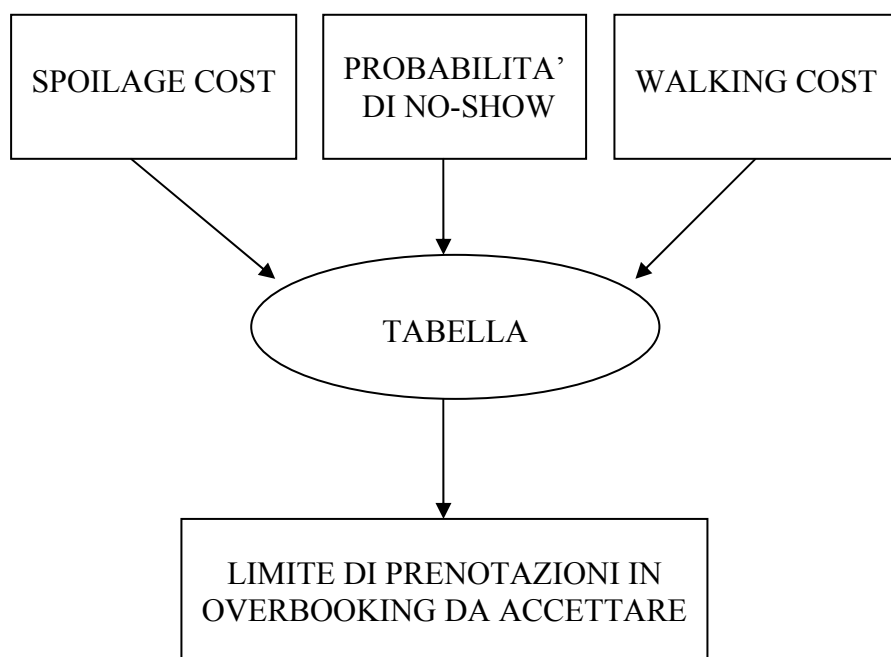 SPOILAGE COST
PROBABILITA’
DI NO-SHOW
WALKING COST
TABELLA
LIMITE DI PRENOTAZIONI IN
OVERBOOKING DA ACCETTARE